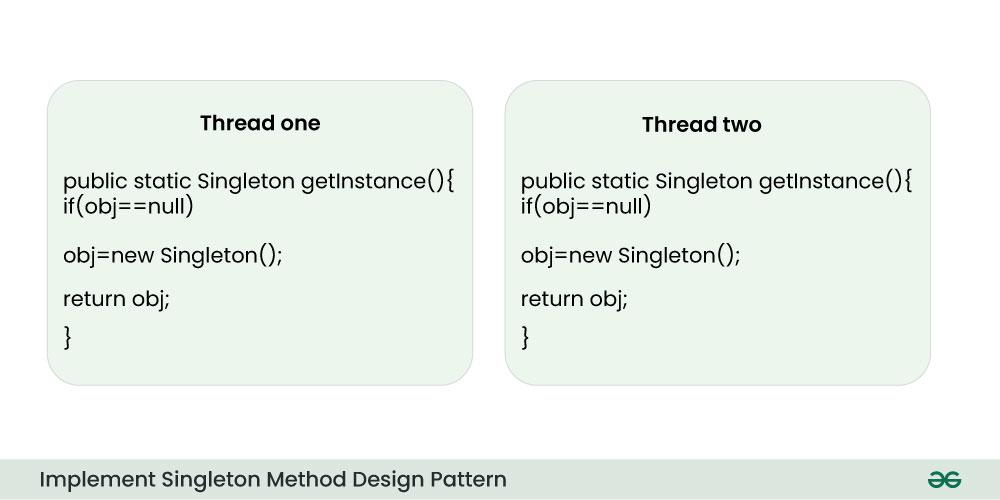 Thread one
public static Singleton getInstance(){
if(obj==null)
obj=new Singleton();
return obj;
}
Thread two
public static Singleton getInstance(){
if(obj==null)
obj=new Singleton();
return obj;
}
Implement Singleton Method Design Pattern